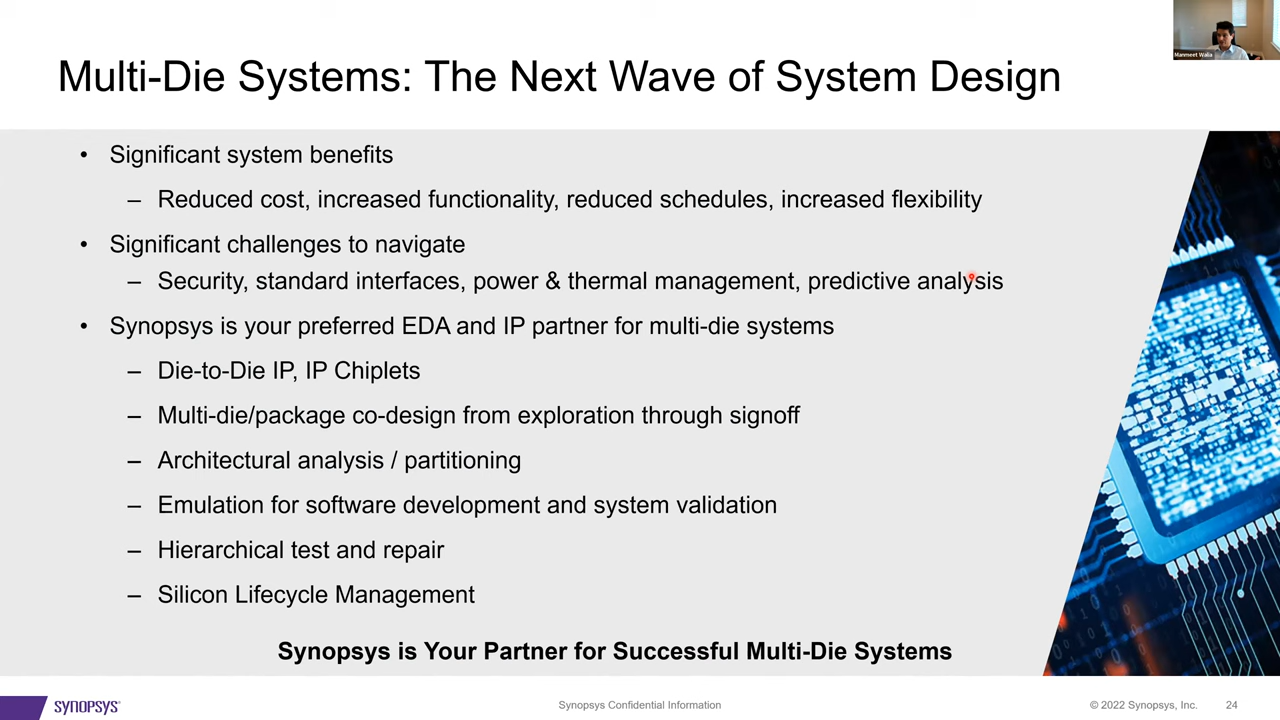 Manmeet Walia
Multi-Die Systems: The Next Wave of System Design
• Significant system benefits
– Reduced cost, increased functionality, reduced schedules, increased flexibility
• Significant challenges to navigate
– Security, standard interfaces, power & thermal management, predictive analysis
• Synopsys is your preferred EDA and IP partner for multi-die systems
– Die-to-Die IP, IP Chiplets
– Multi-die/package co-design from exploration through signoff
– Architectural analysis / partitioning
– Emulation for software development and system validation
– Hierarchical test and repair
– Silicon Lifecycle Management
Synopsys is Your Partner for Successful Multi-Die Systems
SYNOPSYS®
Synopsys Confidential Information
© 2022 Synopsys, Inc.
24